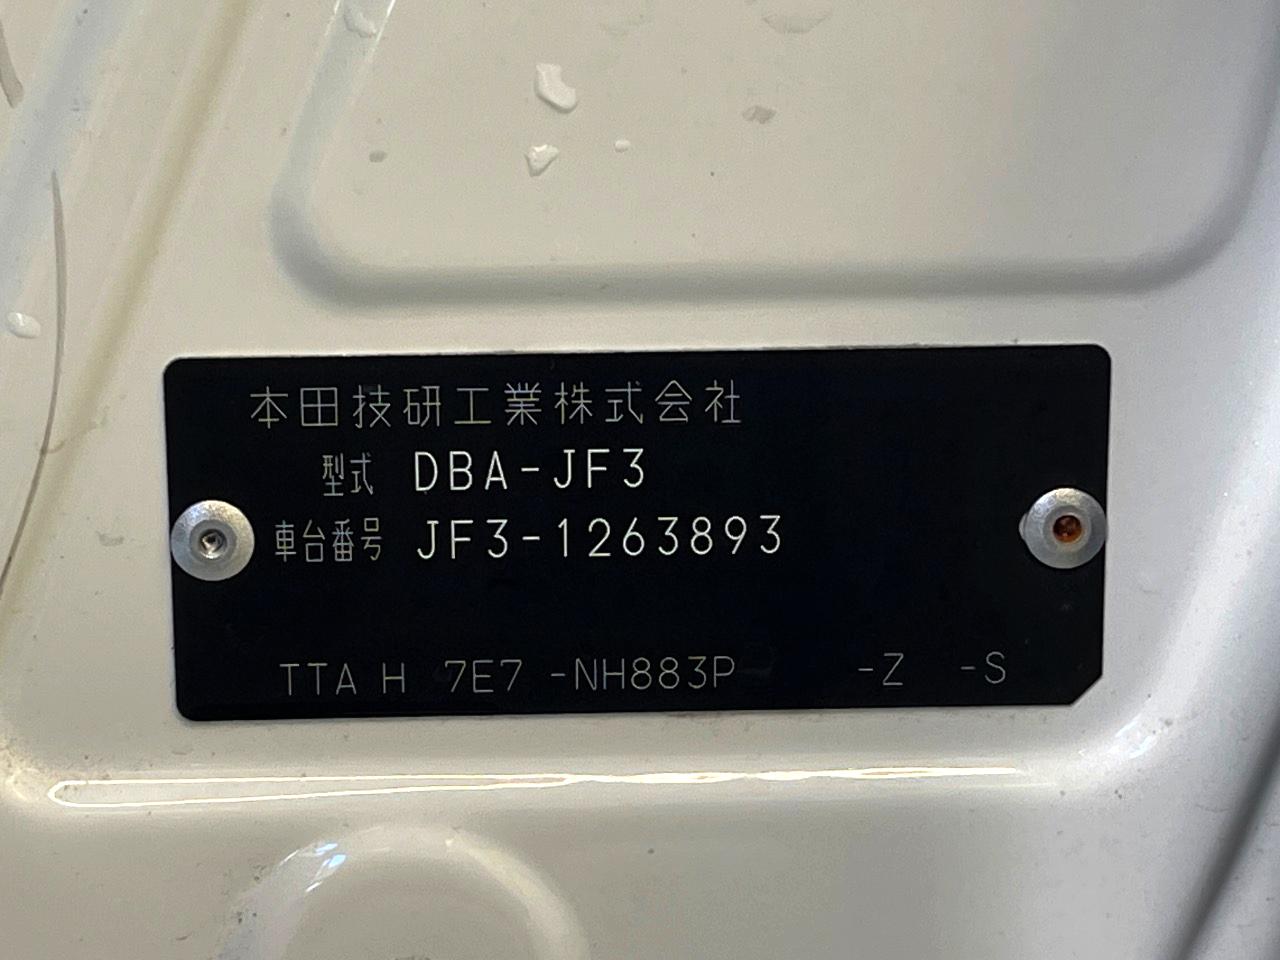 本田技研工業株式会社
型式 DBA-JF3
車台番号 JF3-1263893
TTA H 7E7 -NH883P -Z -S